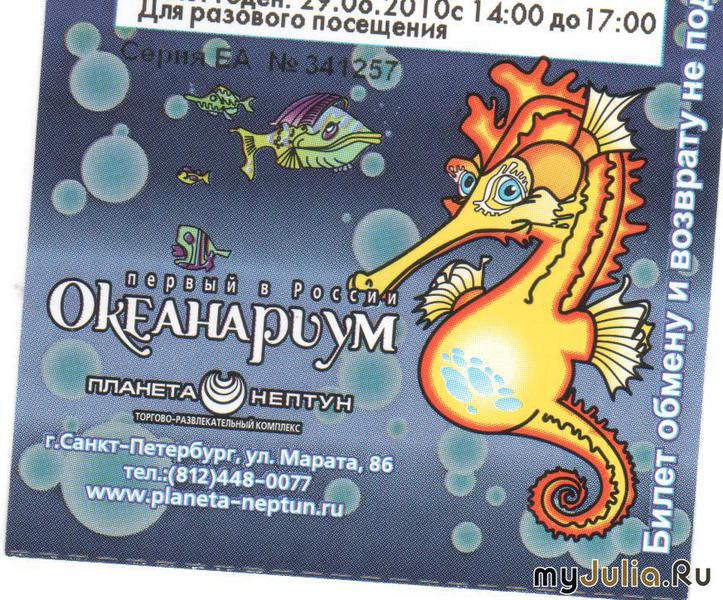 29.06.2010с 14:00 до 17:00
Для разового посещения
Серия ЕА № 341257
первый в России
ОКЕАНАРИУМ
ПЛАНЕТА НЕПТУН
ТОРГОВО-РАЗВЛЕКАТЕЛЬНЫЙ КОМПЛЕКС
г.Санкт-Петербург, ул. Марата, 86
тел.:(812)448-0077
www.planeta-neptun.ru
Билет обмену и возврату не под
myJulia.Ru